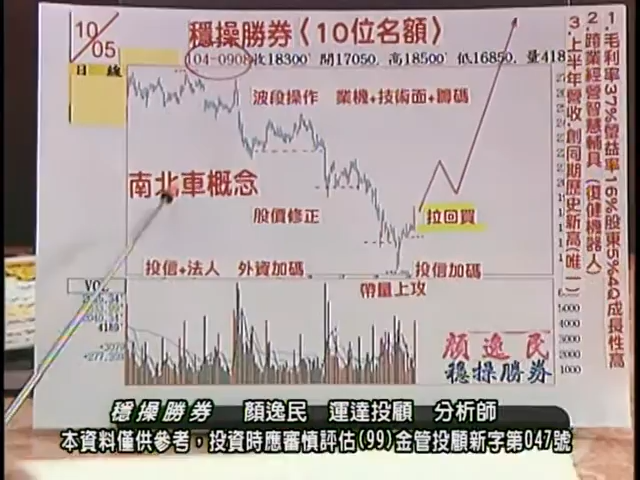 10/05
穩操勝券〈10位名額〉
104-0908 收18300 開17050 高18500 低16850 量418
日 線
波段操作 業機+技術面+籌碼
南北車概念
股價修正
拉回買
投信+法人 外資加碼
投信加碼
帶量上攻
VOL
4183
5000
4000
3000
2000
1000
1.毛利率37%營益率16%股東5%4Q成長性高
2.跨業經營智慧輔具(復健機器人)
3.上半年營收.創同期歷史新高(唯一)
顏逸民
穩操勝券
穩操勝券 顏逸民 運達投顧 分析師
本資料僅供參考，投資時應審慎評估(99)金管投顧新字第047號